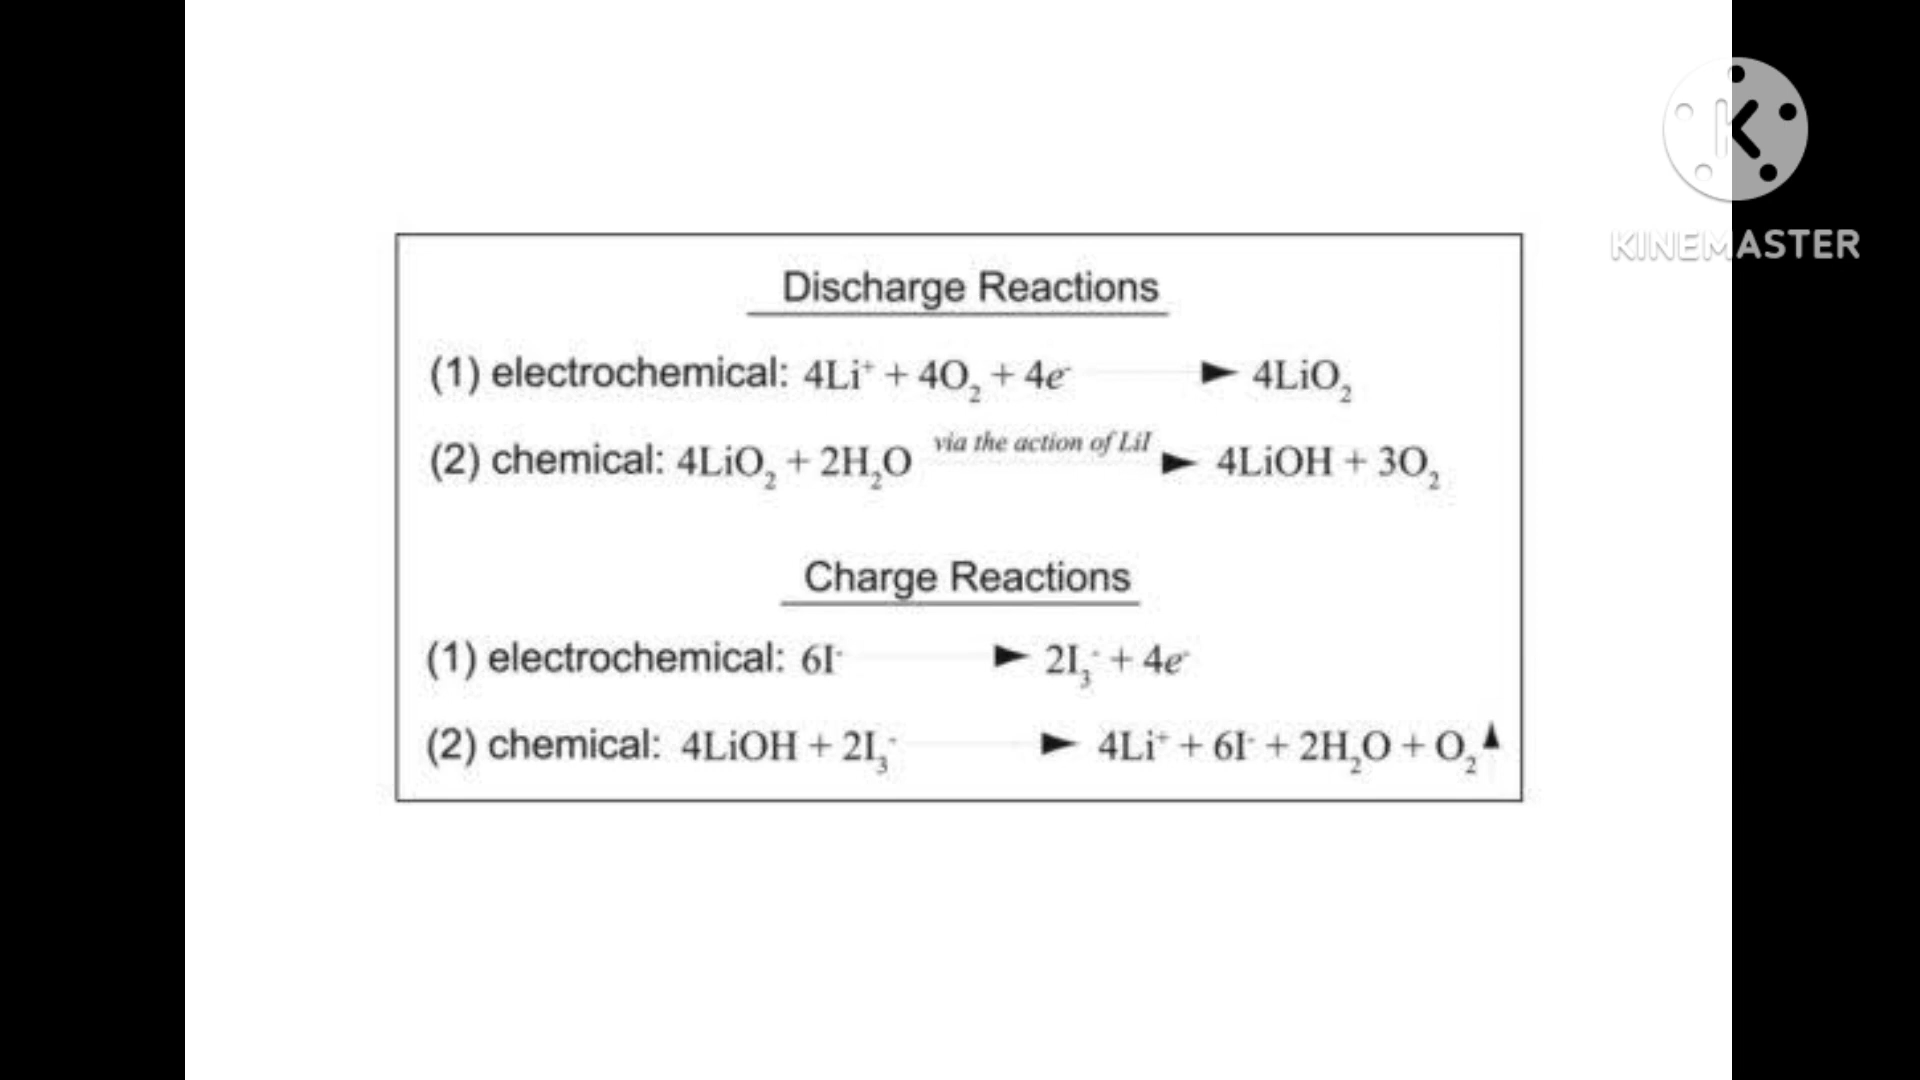 KINEMASTER
Discharge Reactions
(1) electrochemical: 4Li⁺ + 4O₂ + 4e⁻ ► 4LiO₂
(2) chemical: 4LiO₂ + 2H₂O via the action of LiI ► 4LiOH + 3O₂
Charge Reactions
(1) electrochemical: 6I⁻ ► 2I₃⁻ + 4e⁻
(2) chemical: 4LiOH + 2I₃⁻ ► 4Li⁺ + 6I⁻ + 2H₂O + O₂▲